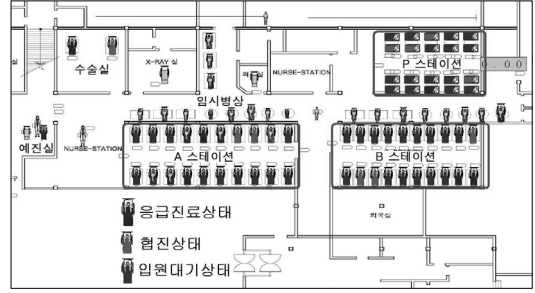 수술실
X-RAY 실
NURSE-STATION
P 스테이션
임시병상
예진실
NURSE-STATION
A 스테이션
B 스테이션
응급진료상태
협진상태
입원대기상태